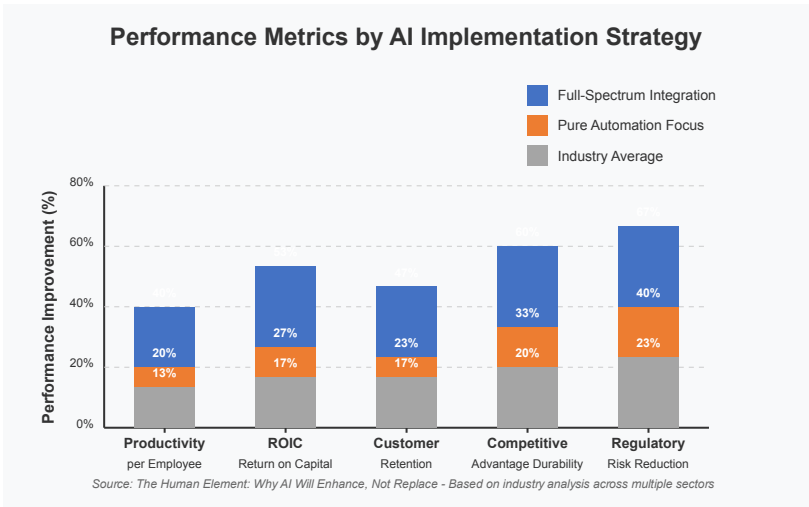 Performance Metrics by AI Implementation Strategy
Full-Spectrum Integration
Pure Automation Focus
Industry Average
Performance Improvement (%)
80%
60%
40%
20%
0%
20%
13%
27%
17%
23%
17%
33%
20%
67%
40%
23%
Productivity
per Employee
ROIC
Return on Capital
Customer
Retention
Competitive
Advantage Durability
Regulatory
Risk Reduction
Source: The Human Element: Why AI Will Enhance, Not Replace - Based on industry analysis across multiple sectors